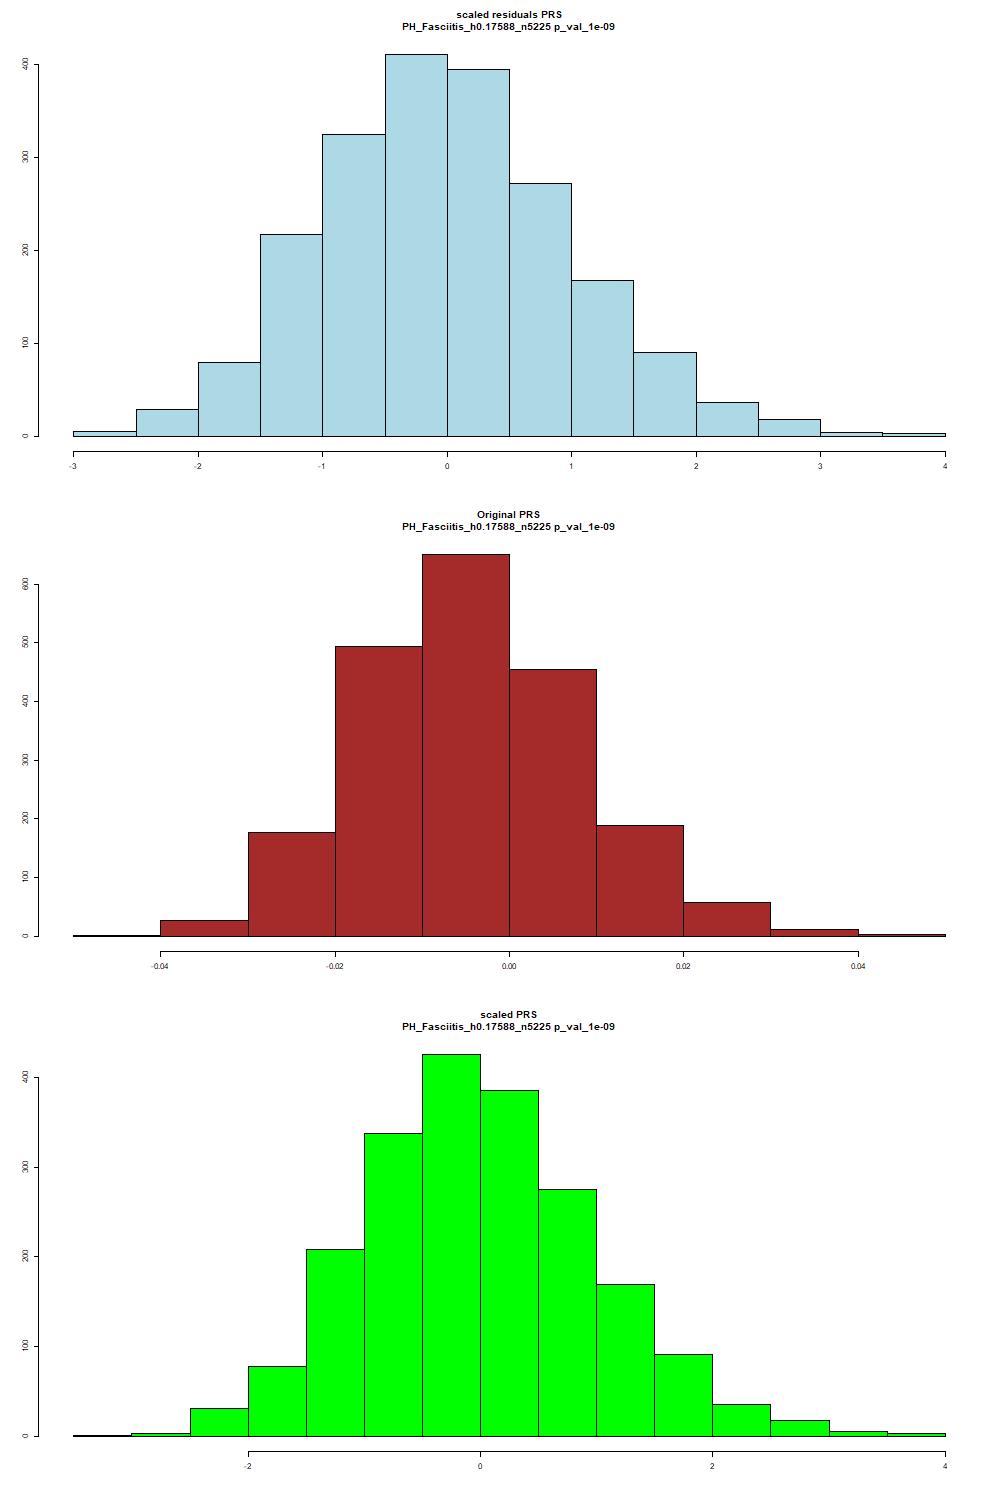 scaled residuals PRS
PH_Fasciitis_h0.17588_n5225 p_val_1e-09
400
300
200
100
0
-3 -2 -1 0 1 2 3 4
Original PRS
PH_Fasciitis_h0.17588_n5225 p_val_1e-09
600
500
400
300
200
100
0
-0.04 -0.02 0.00 0.02 0.04
scaled PRS
PH_Fasciitis_h0.17588_n5225 p_val_1e-09
400
300
200
100
0
-2 0 2 4